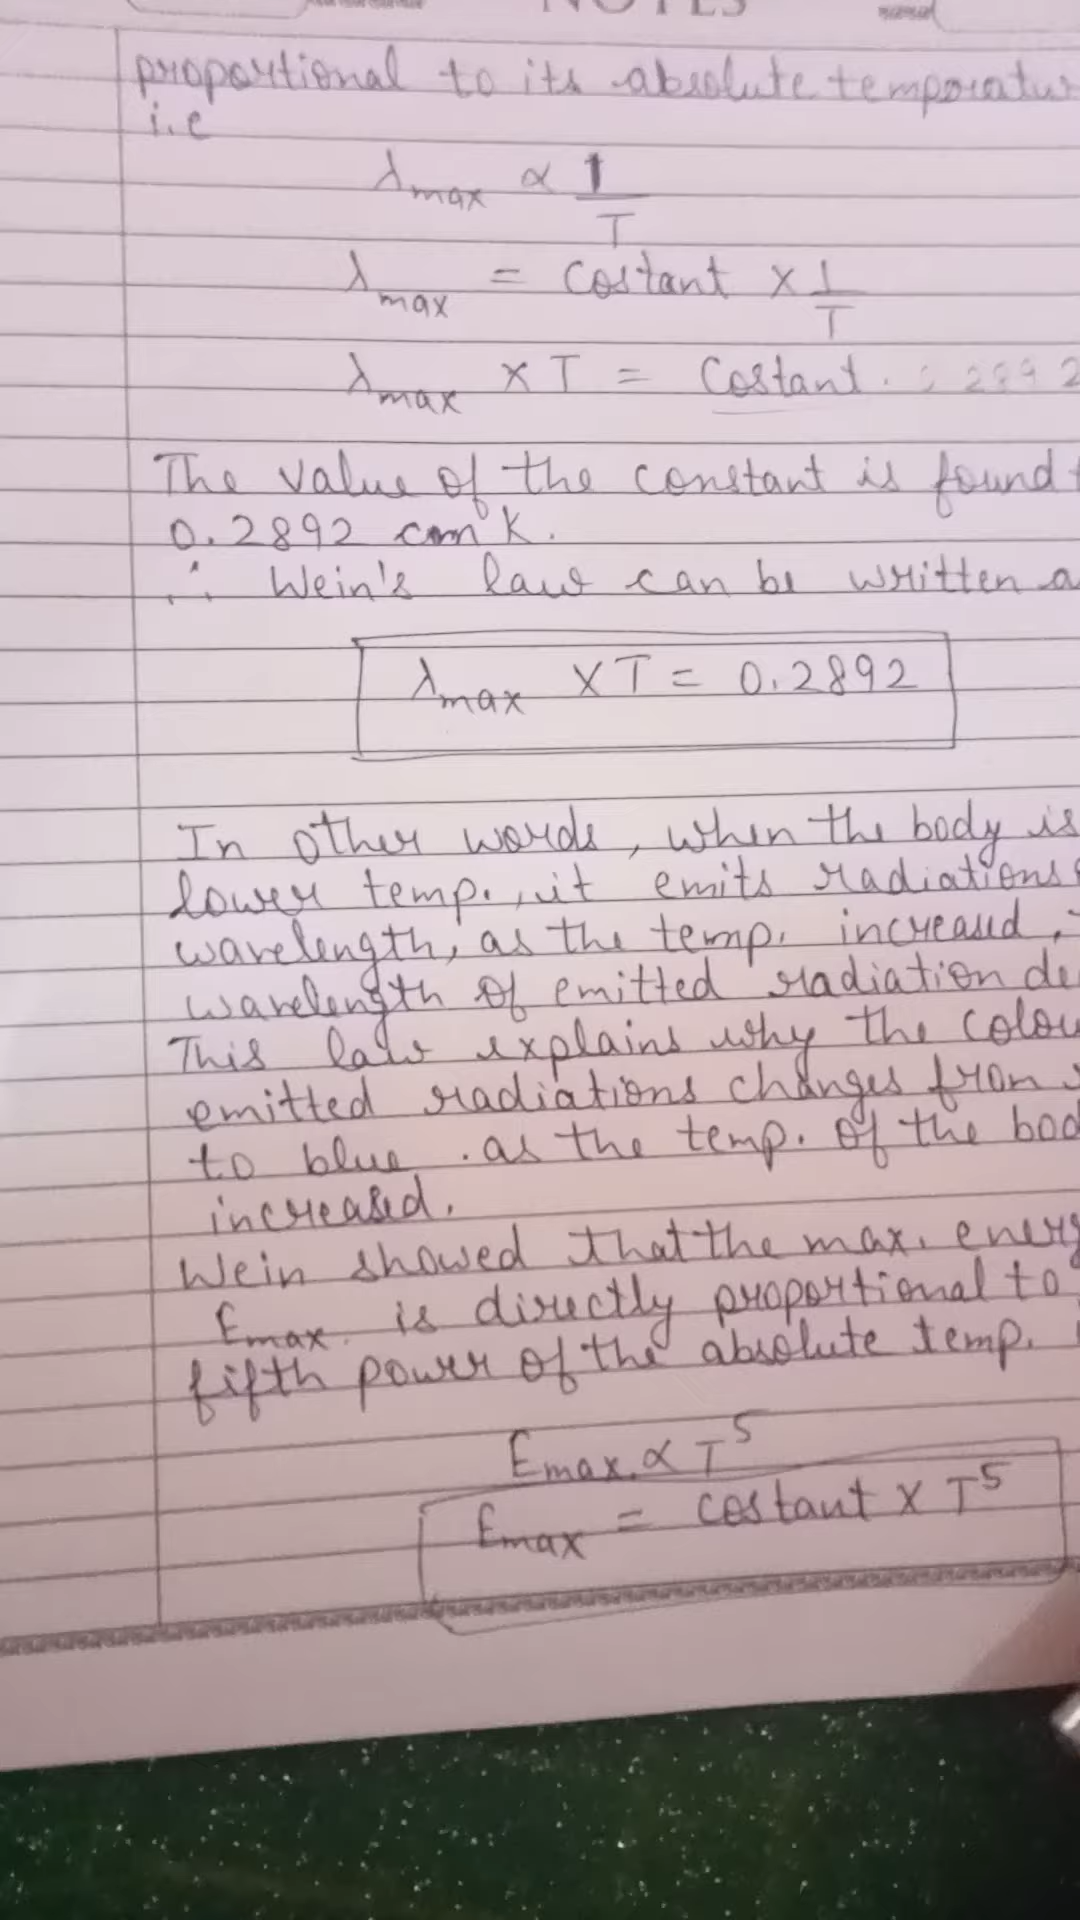 NOTES
proportional to its absolute temperatur
i.e
λmax ∝ 1/T
λmax = Costant × 1/T
λmax × T = Costant. 0.2892
The value of the constant is found t
0.2892 cm°K.
∴ Wein's law can be written a
λmax × T = 0.2892
In other words, when the body is
lower temp., it emits radiations
wavelength, as the temp. increased,
wavelength of emitted radiation de
This law explains why the colou
emitted radiations changes from
to blue . as the temp. of the bod
increased.
Wein showed that the max. energ
Emax. is directly proportional to
fifth power of the absolute temp.
Emax. ∝ T⁵
Emax = costant × T⁵